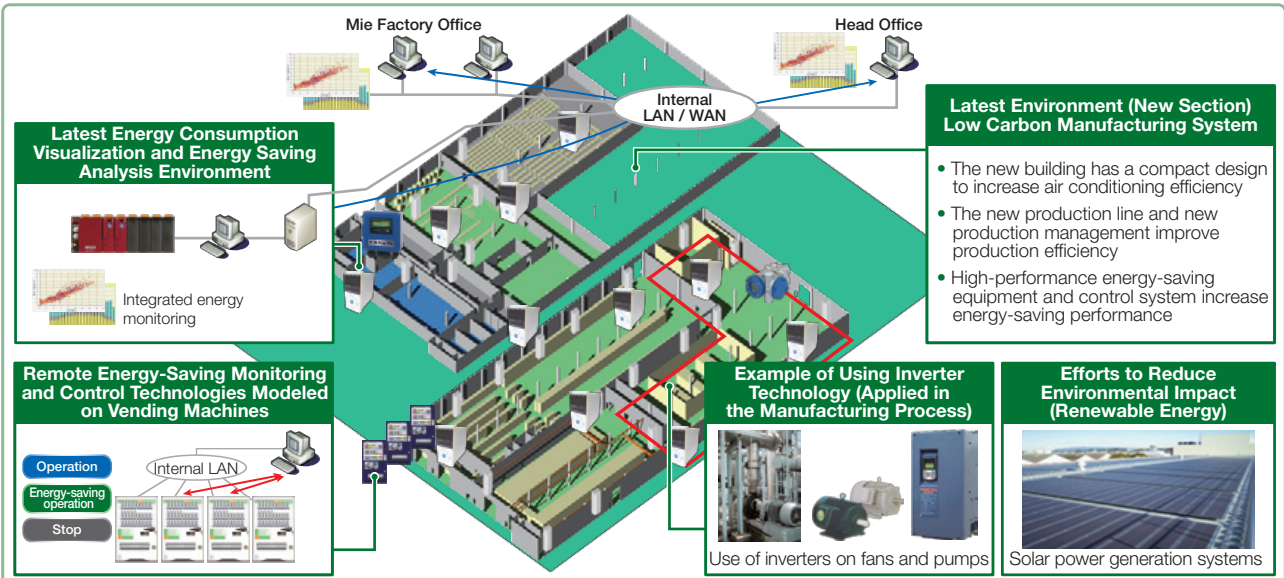 Mie Factory Office
Head Office
Internal
LAN / WAN
Latest Energy Consumption
Visualization and Energy Saving
Analysis Environment
Integrated energy
monitoring
Latest Environment (New Section)
Low Carbon Manufacturing System
• The new building has a compact design
to increase air conditioning efficiency
• The new production line and new
production management improve
production efficiency
• High-performance energy-saving
equipment and control system increase
energy-saving performance
Remote Energy-Saving Monitoring
and Control Technologies Modeled
on Vending Machines
Operation
Energy-saving
operation
Stop
Internal LAN
Example of Using Inverter
Technology (Applied in
the Manufacturing Process)
Use of inverters on fans and pumps
Efforts to Reduce
Environmental Impact
(Renewable Energy)
Solar power generation systems